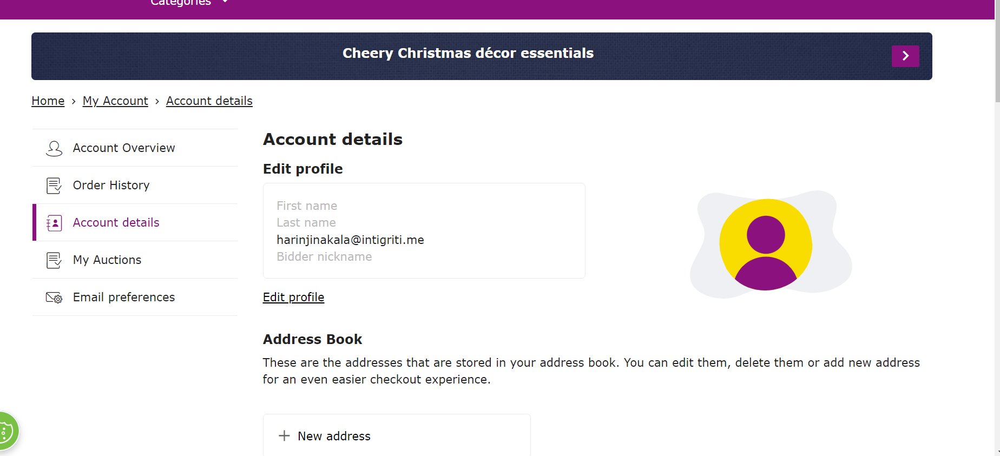 Categories
Cheery Christmas décor essentials
Home › My Account › Account details
Account Overview
Order History
Account details
My Auctions
Email preferences
Account details
Edit profile
First name
Last name
harinjinakala@intigriti.me
Bidder nickname
Edit profile
Address Book
These are the addresses that are stored in your address book. You can edit them, delete them or add new address
for an even easier checkout experience.
+ New address